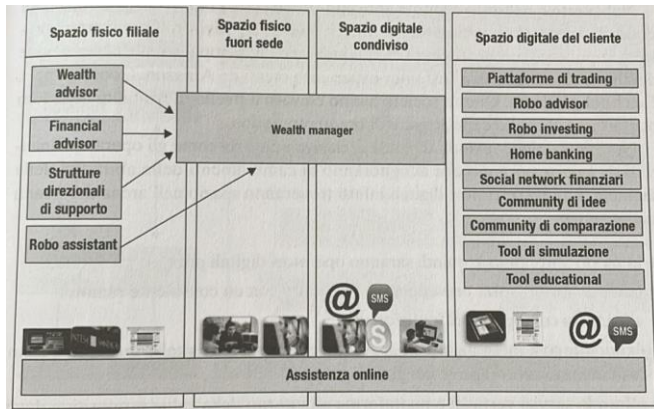 Spazio fisico filiale
Wealth
advisor
Financial
advisor
Strutture
direzionali
di supporto
Robo assistant
Spazio fisico
fuori sede
Spazio digitale
condiviso
Wealth manager
@
SMS
S
Spazio digitale del cliente
Piattaforme di trading
Robo advisor
Robo investing
Home banking
Social network finanziari
Community di idee
Community di comparazione
Tool di simulazione
Tool educational
@
SMS
Assistenza online